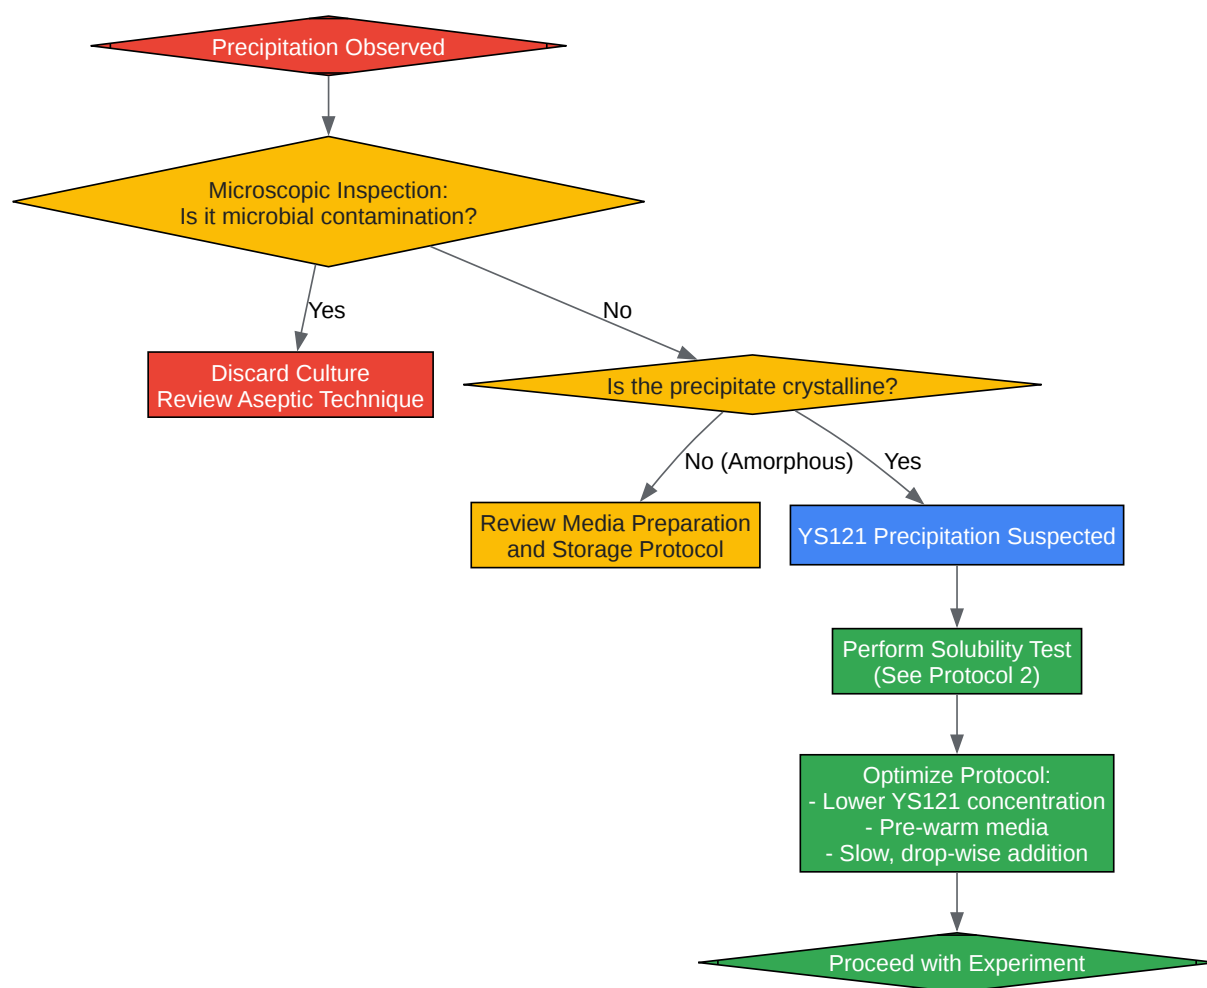 Precipitation Observed
Microscopic Inspection:
Is it microbial contamination?
Yes
No
Discard Culture
Review Aseptic Technique
Is the precipitate crystalline?
No (Amorphous)
Yes
Review Media Preparation
and Storage Protocol
YS121 Precipitation Suspected
Perform Solubility Test
(See Protocol 2)
Optimize Protocol:
- Lower YS121 concentration
- Pre-warm media
- Slow, drop-wise addition
Proceed with Experiment